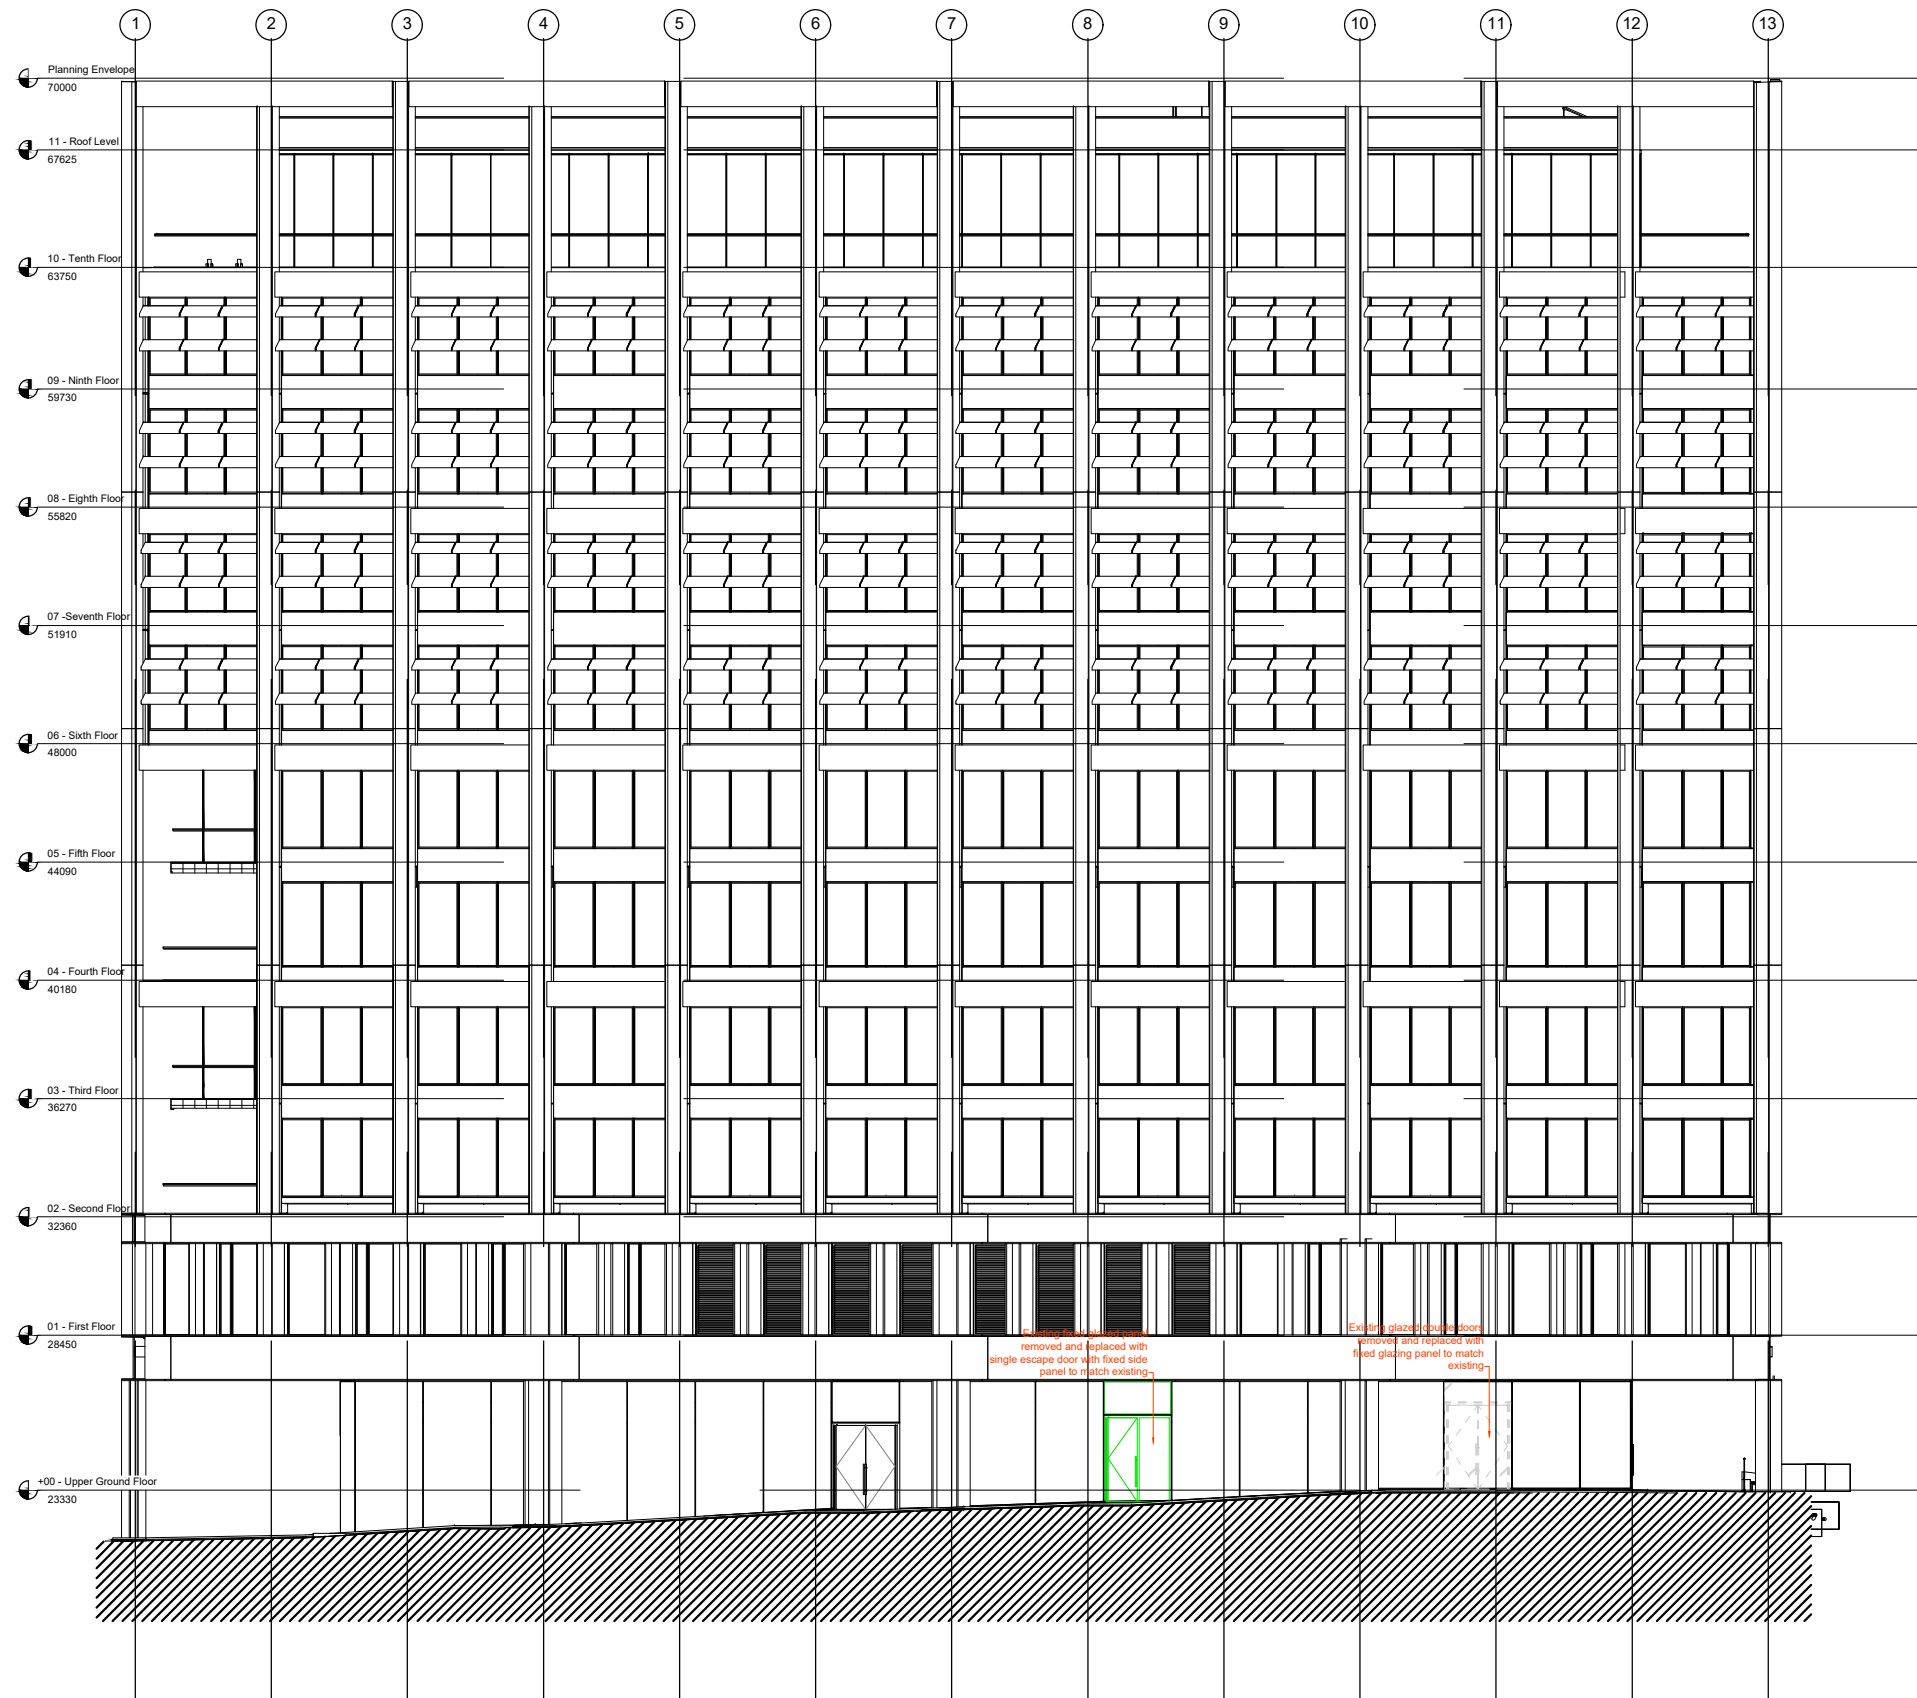 1 2 3 4 5 6 7 8 9 10 11 12 13
Planning Envelope
70000
11 - Roof Level
67625
10 - Tenth Floor
63750
09 - Ninth Floor
59730
08 - Eighth Floor
55820
07 -Seventh Floor
51910
06 - Sixth Floor
48000
05 - Fifth Floor
44090
04 - Fourth Floor
40180
03 - Third Floor
36270
02 - Second Floor
32360
01 - First Floor
28450
Existing fixed glazed panel
removed and replaced with
single escape door with fixed side
panel to match existing
Existing glazed double doors
removed and replaced with
fixed glazing panel to match
existing
+00 - Upper Ground Floor
23330